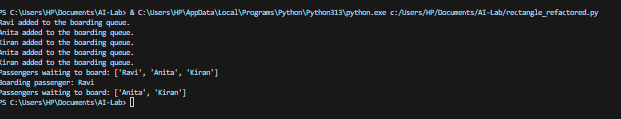 PS C:\Users\HP\Documents\AI-Lab> & C:\Users\HP\AppData\Local\Programs\Python\Python313\python.exe c:/Users/HP/Documents/AI-Lab/rectangle_refactored.py
Ravi added to the boarding queue.
Anita added to the boarding queue.
Kiran added to the boarding queue.
Anita added to the boarding queue.
Kiran added to the boarding queue.
Passengers waiting to board: ['Ravi', 'Anita', 'Kiran']
Boarding passenger: Ravi
Passengers waiting to board: ['Anita', 'Kiran']
PS C:\Users\HP\Documents\AI-Lab>